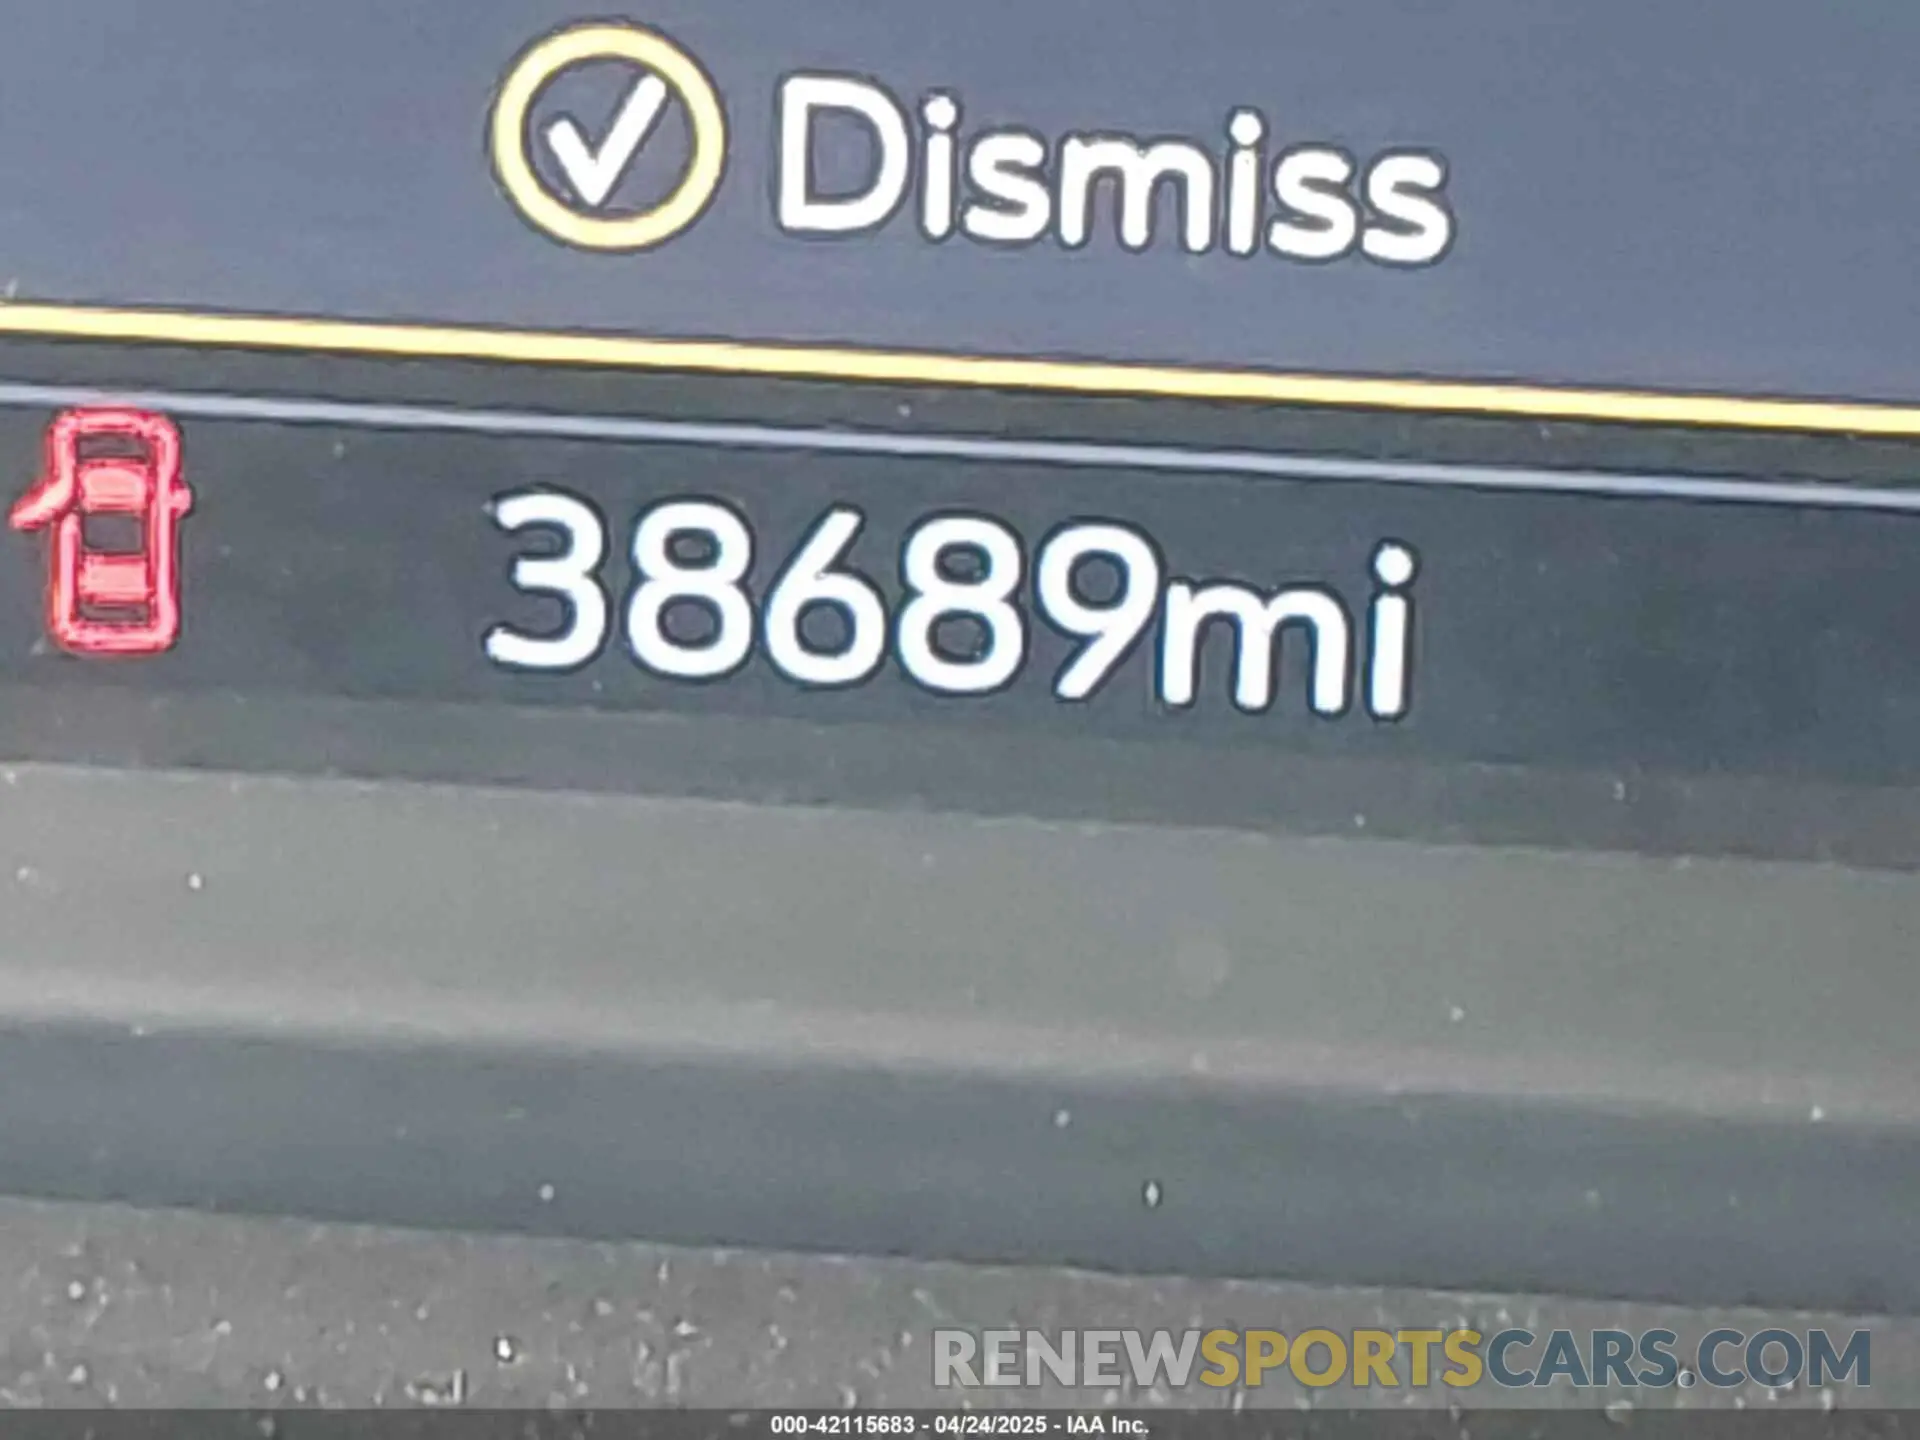 Dismiss
38689mi
RENEWSPORTSCARS.COM
000-42115683 - 04/24/2025 - IAA Inc.